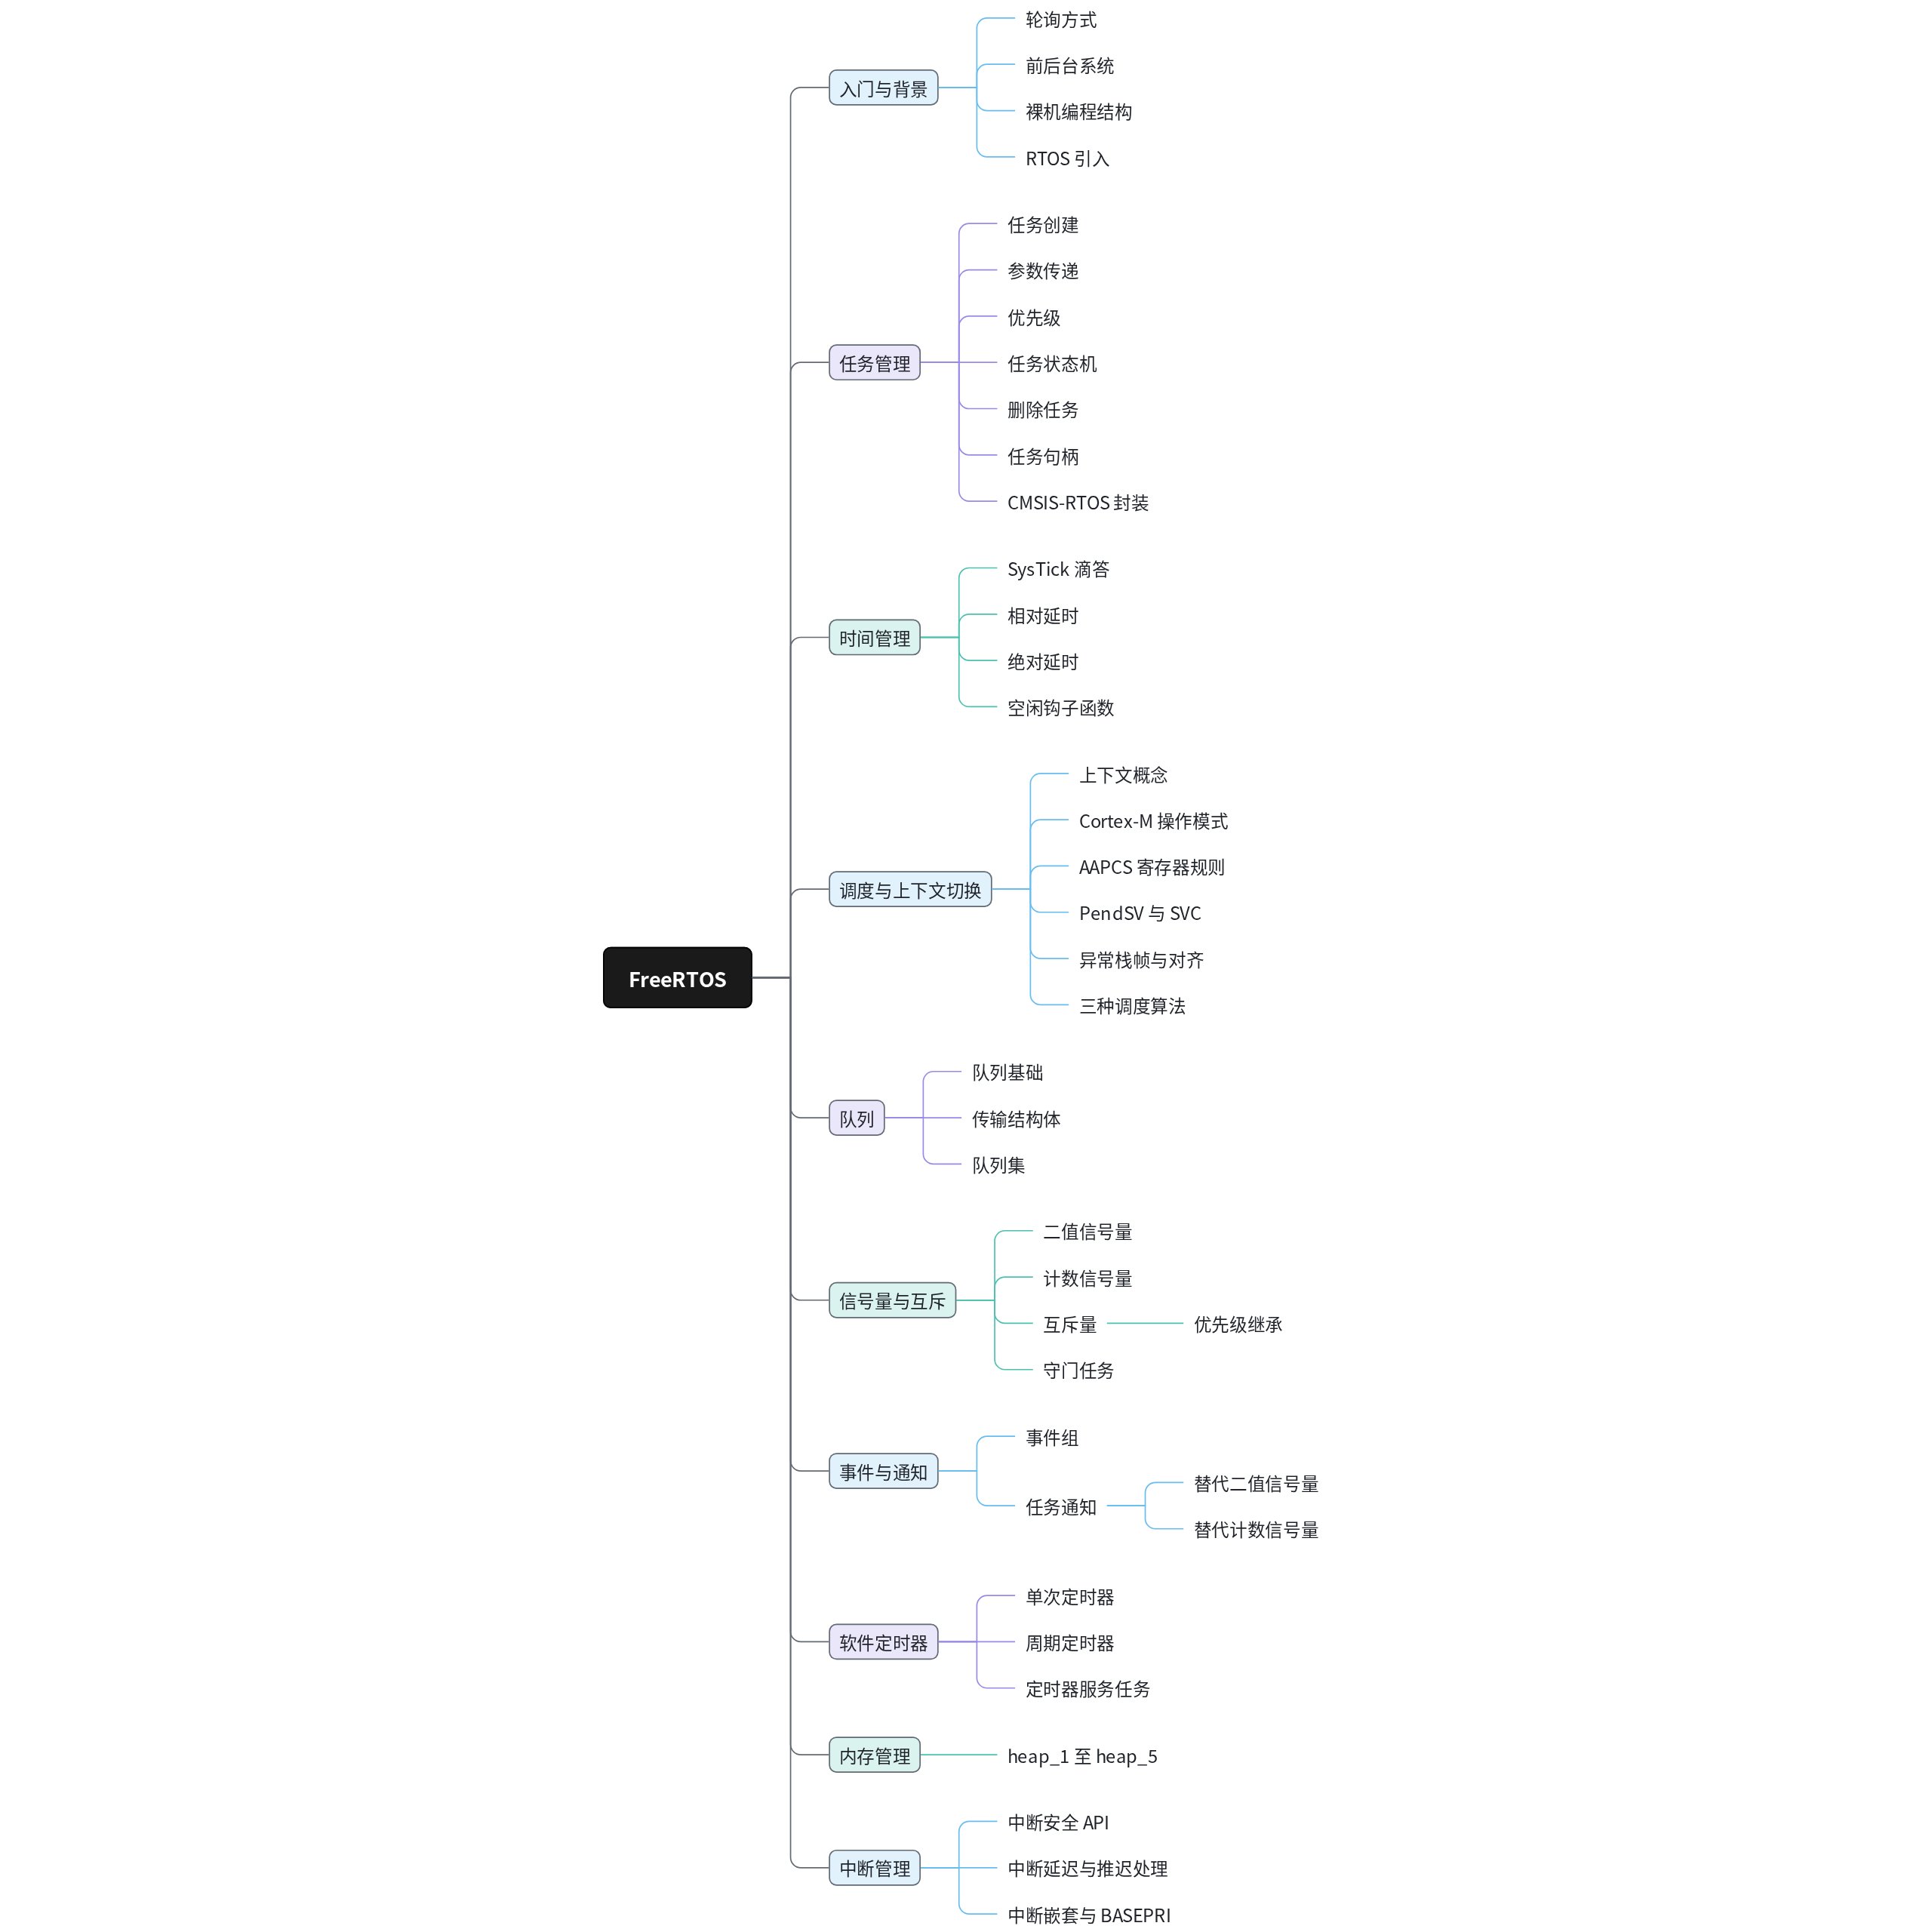 FreeRTOS
入门与背景
轮询方式
前后台系统
裸机编程结构
RTOS 引入
任务管理
任务创建
参数传递
优先级
任务状态机
删除任务
任务句柄
CMSIS-RTOS 封装
时间管理
SysTick 滴答
相对延时
绝对延时
空闲钩子函数
调度与上下文切换
上下文概念
Cortex-M 操作模式
AAPCS 寄存器规则
PendSV 与 SVC
异常栈帧与对齐
三种调度算法
队列
队列基础
传输结构体
队列集
信号量与互斥
二值信号量
计数信号量
互斥量
优先级继承
守门任务
事件与通知
事件组
任务通知
替代二值信号量
替代计数信号量
软件定时器
单次定时器
周期定时器
定时器服务任务
内存管理
heap_1 至 heap_5
中断管理
中断安全 API
中断延迟与推迟处理
中断嵌套与 BASEPRI